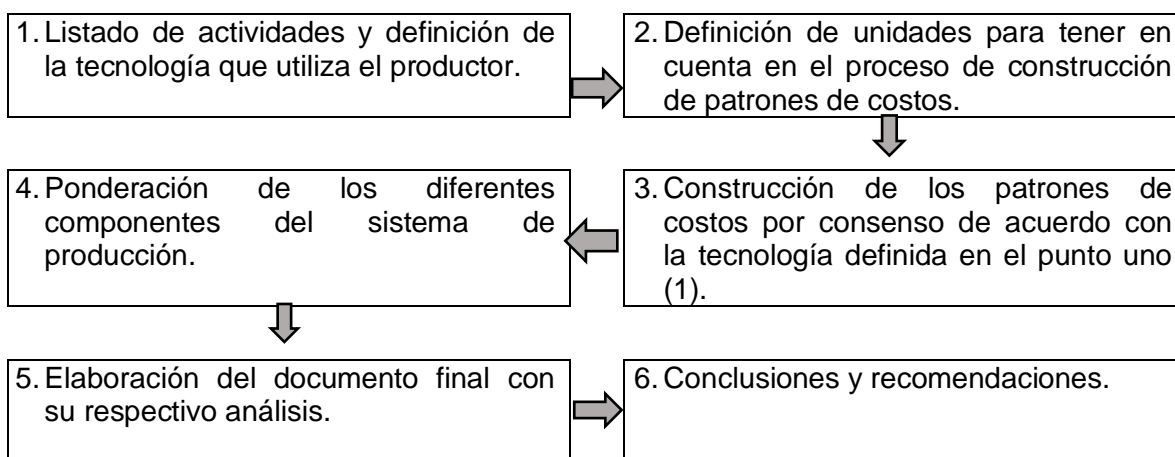 1. Listado de actividades y definición de
la tecnología que utiliza el productor.
2. Definición de unidades para tener en
cuenta en el proceso de construcción
de patrones de costos.
3. Construcción de los patrones de
costos por consenso de acuerdo con
la tecnología definida en el punto uno
(1).
4. Ponderación de los diferentes
componentes del sistema de
producción.
5. Elaboración del documento final con
su respectivo análisis.
6. Conclusiones y recomendaciones.